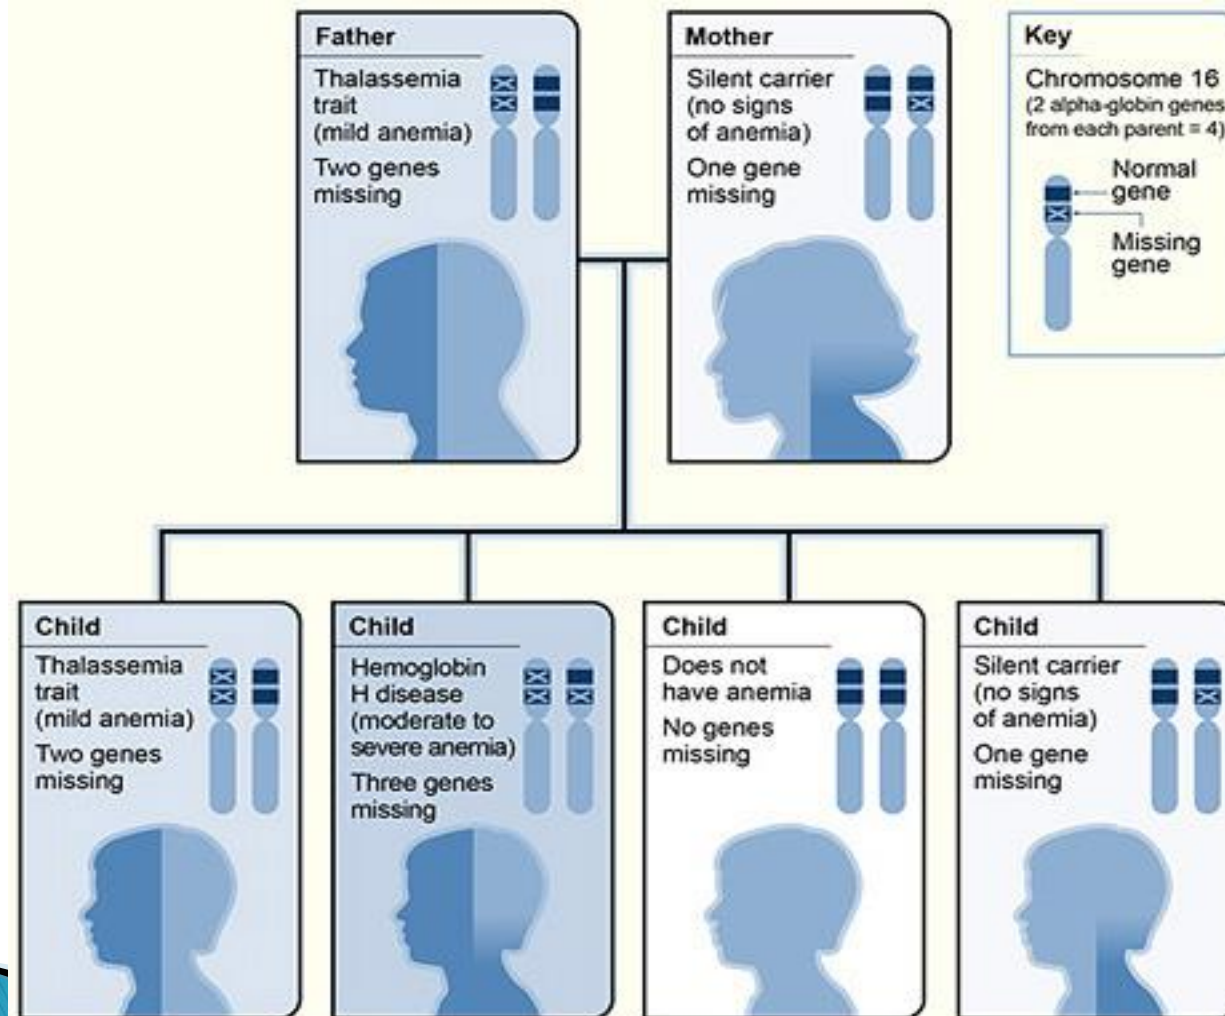 Father
Thalassemia
trait
(mild anemia)
Two genes
missing
Mother
Silent carrier
(no signs
of anemia)
One gene
missing
Key
Chromosome 16
(2 alpha-globin genes
from each parent = 4)
Normal
gene
Missing
gene
Child
Thalassemia
trait
(mild anemia)
Two genes
missing
Child
Hemoglobin
H disease
(moderate to
severe anemia)
Three genes
missing
Child
Does not
have anemia
No genes
missing
Child
Silent carrier
(no signs
of anemia)
One gene
missing